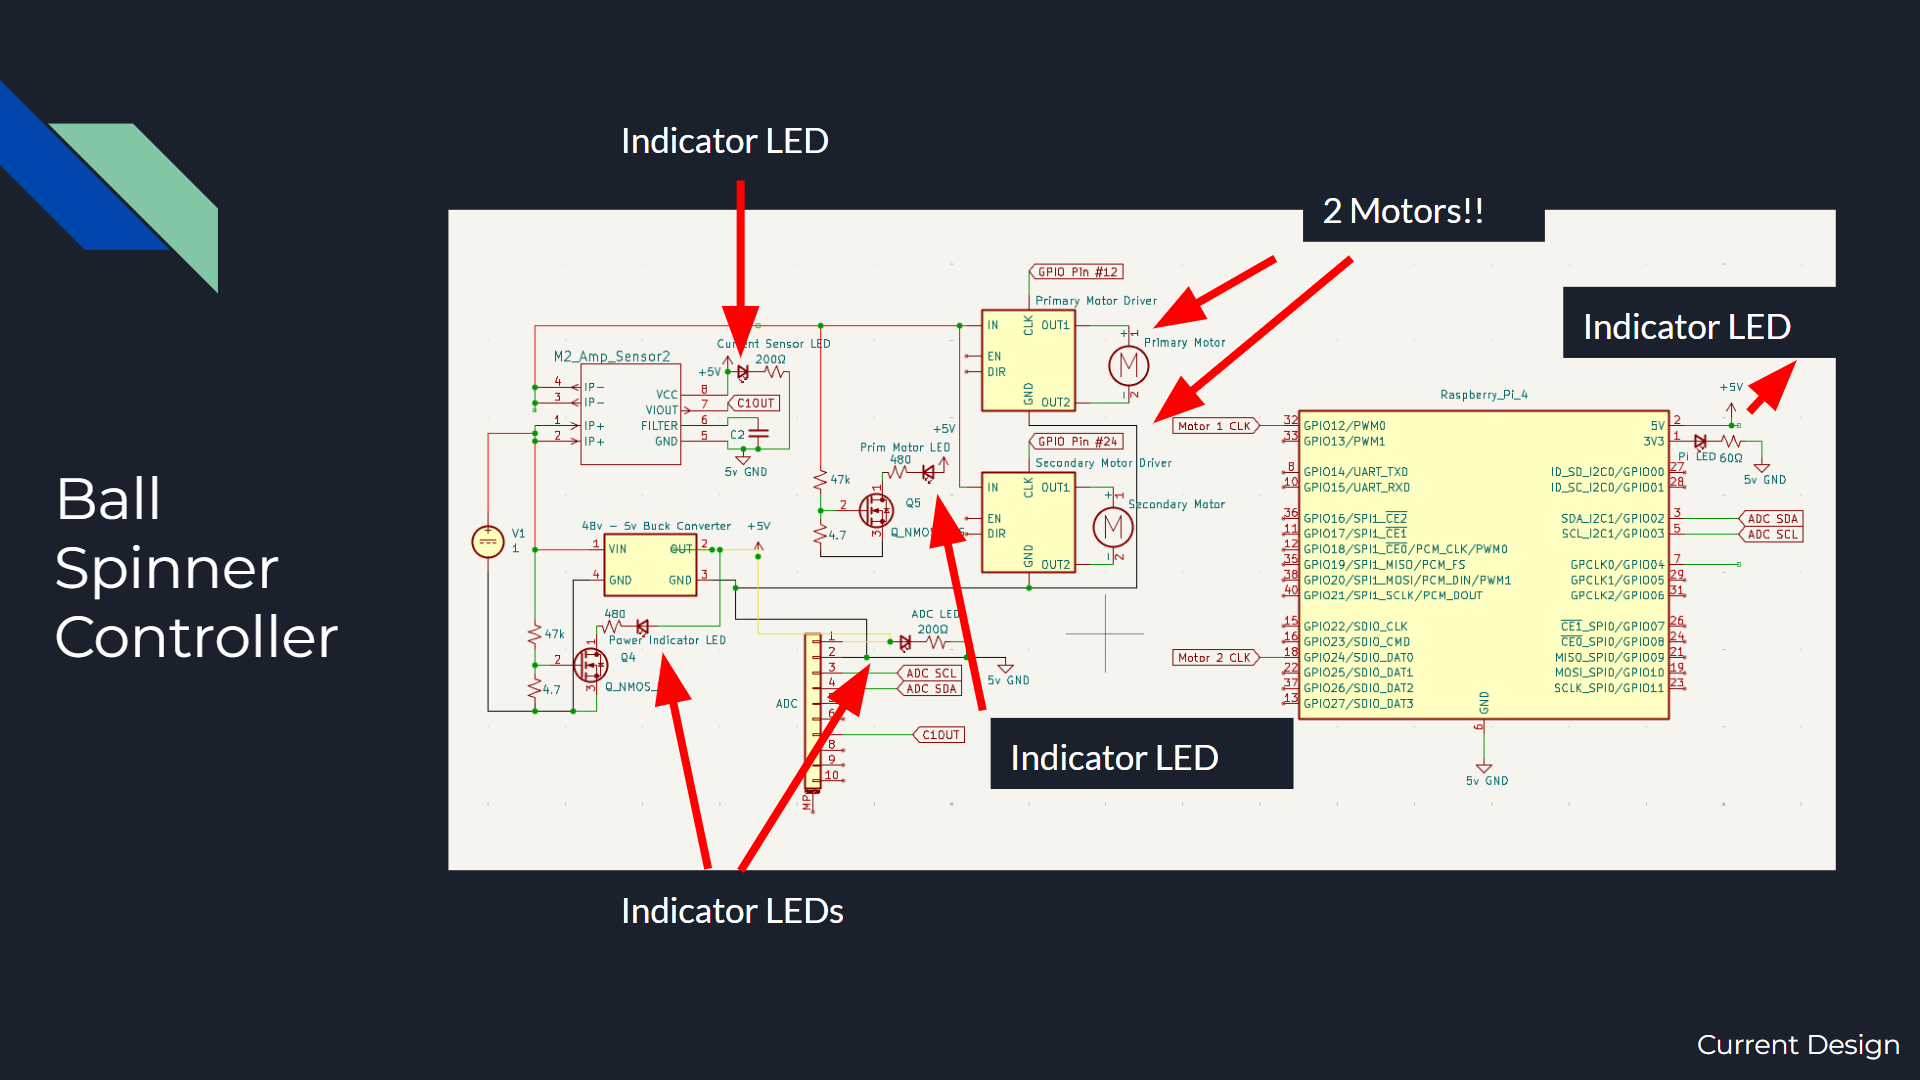 Indicator LED
2 Motors!!
Indicator LED
Ball
Spinner
Controller
GPIO Pin #12
Primary Motor Driver
IN
CLK
OUT1
EN
DIR
GND
OUT2
+
1
Primary Motor
M
2
Current Sensor LED
200Ω
+5V
M2_Amp_Sensor2
4
IP-
3
IP-
1
IP+
2
IP+
VCC
8
VIOUT
7
FILTER
6
GND
5
C1OUT
C2
5v GND
+5V
Prim Motor LED
480
47k
1
2
Q5
3
4.7
GPIO Pin #24
Secondary Motor Driver
IN
CLK
OUT1
EN
DIR
GND
OUT2
+
1
Secondary Motor
M
2
V1
1
48v – 5v Buck Converter
+5V
1
VIN
OUT
2
4
GND
GND
3
480
Power Indicator LED
47k
1
2
Q4
3
4.7
ADC LED
200Ω
1
2
3
4
6
8
9
10
ADC
MP
ADC SCL
ADC SDA
C1OUT
5v GND
Raspberry_Pi_4
Motor 1 CLK
32
GPIO12/PWM0
33
GPIO13/PWM1
8
GPIO14/UART_TXD
10
GPIO15/UART_RXD
36
GPIO16/SPI1_CE2
11
GPIO17/SPI1_CE1
12
GPIO18/SPI1_CE0/PCM_CLK/PWM0
35
GPIO19/SPI1_MISO/PCM_FS
38
GPIO20/SPI1_MOSI/PCM_DIN/PWM1
40
GPIO21/SPI1_SCLK/PCM_DOUT
15
GPIO22/SDIO_CLK
16
GPIO23/SDIO_CMD
Motor 2 CLK
18
GPIO24/SDIO_DAT0
22
GPIO25/SDIO_DAT1
37
GPIO26/SDIO_DAT2
13
GPIO27/SDIO_DAT3
+5V
5V
2
3V3
1
Pi LED
60Ω
5v GND
ID_SD_I2C0/GPIO00
27
ID_SC_I2C0/GPIO01
28
SDA_I2C1/GPIO02
3
ADC SDA
SCL_I2C1/GPIO03
5
ADC SCL
GPCLK0/GPIO04
7
GPCLK1/GPIO05
29
GPCLK2/GPIO06
31
CE1_SPI0/GPIO07
26
CE0_SPI0/GPIO08
24
MISO_SPI0/GPIO09
21
MOSI_SPI0/GPIO10
19
SCLK_SPI0/GPIO11
23
GND
6
5v GND
Indicator LED
Indicator LEDs
Current Design